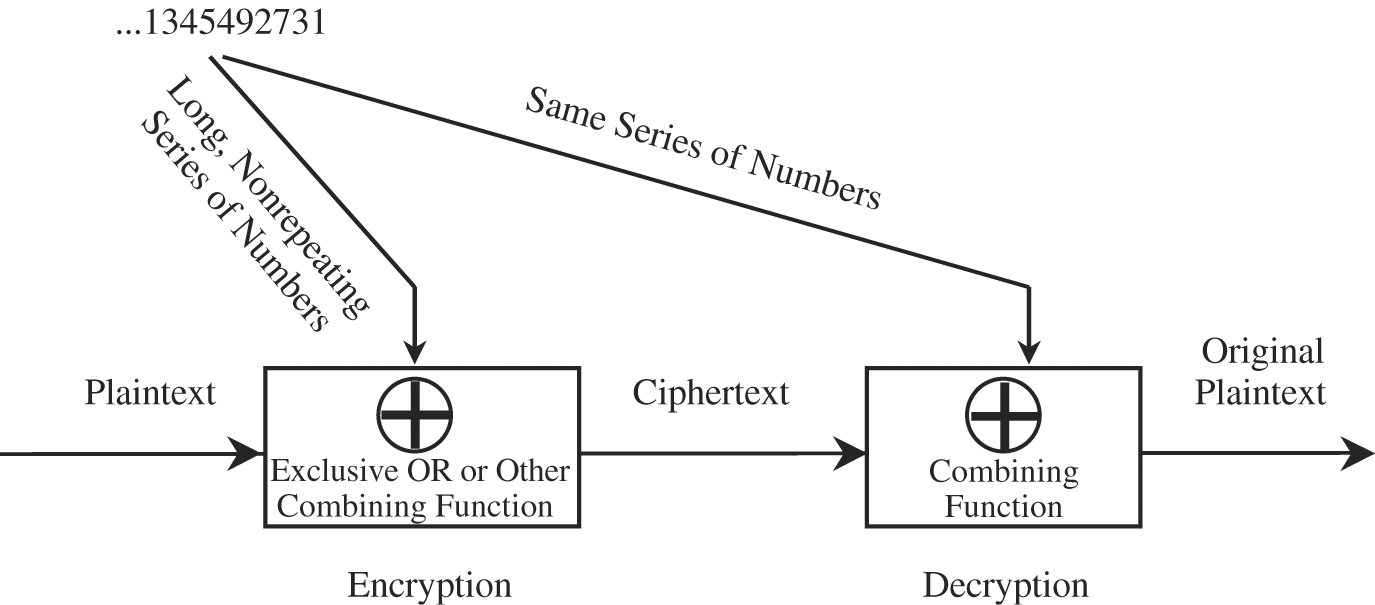 ...1345492731
Long, Nonrepeating
Series of Numbers
Same Series of Numbers
Plaintext
Exclusive OR or Other
Combining Function
Ciphertext
Combining
Function
Original
Plaintext
Encryption
Decryption